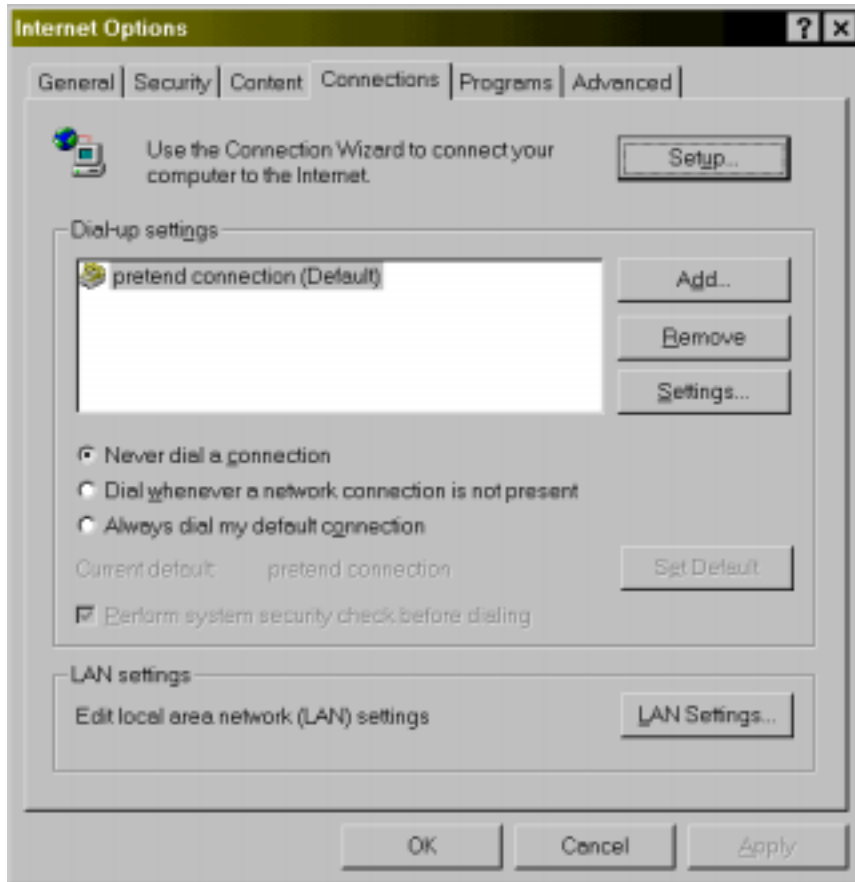 Internet Options
General Security Content Connections Programs Advanced
Use the Connection Wizard to connect your
computer to the Internet.
Setup...
Dial-up settings
pretend connection (Default)
Add...
Remove
Settings...
Never dial a connection
Dial whenever a network connection is not present
Always dial my default connection
Current default: pretend connection
Set Default
Perform system security check before dialing
LAN settings
Edit local area network (LAN) settings
LAN Settings...
OK Cancel Apply